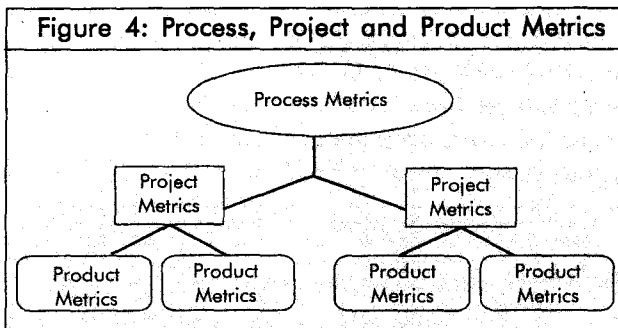 Figure 4: Process, Project and Product Metrics
Process Metrics
Project
Metrics
Project
Metrics
Product
Metrics
Product
Metrics
Product
Metrics
Product
Metrics